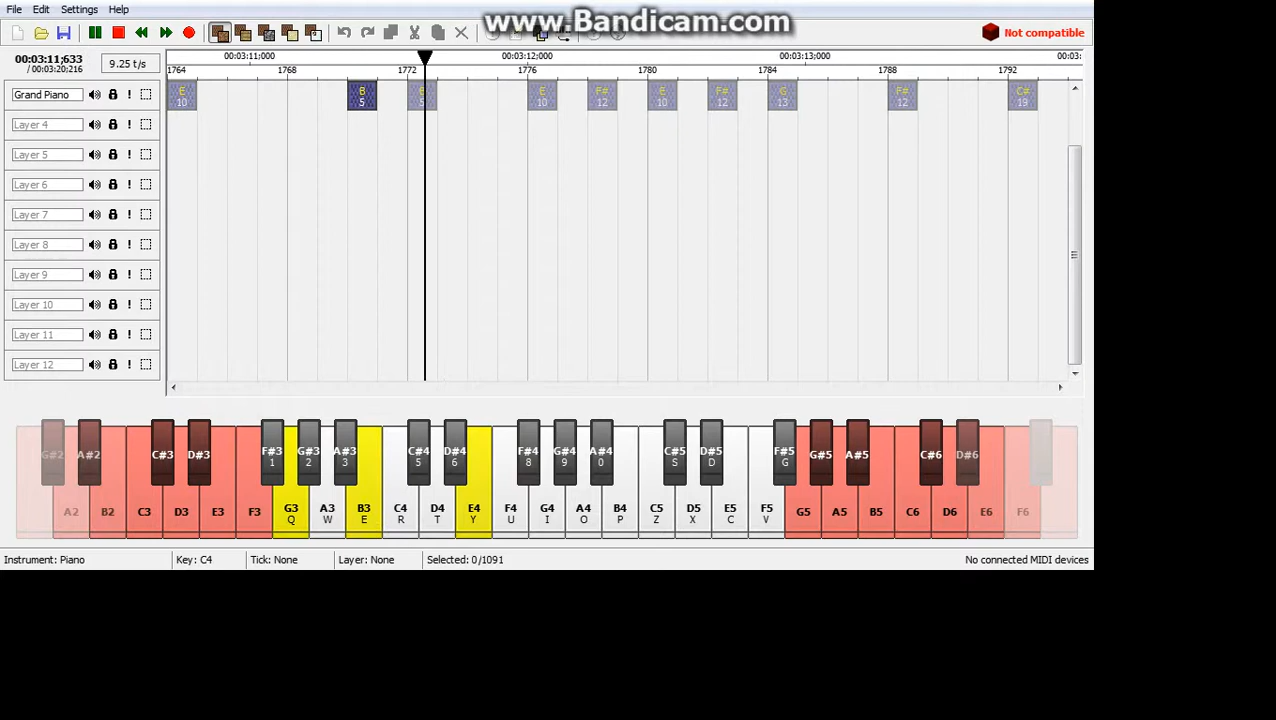 www.Bandicam.com
File Edit Settings Help
Not compatible
00:03:11;633
/ 00:03:20;216
9.25 t/s
00:03:11;000 00:03:12;000 00:03:13;000 00:03:
1764 1768 1772 1776 1780 1784 1788 1792
Grand Piano
E B E F# E F# G F# C#
10 5 5 10 12 10 12 13 12 19
Layer 4
Layer 5
Layer 6
Layer 7
Layer 8
Layer 9
Layer 10
Layer 11
Layer 12
G#2 A#2 C#3 D#3 F#3 G#3 A#3 C#4 D#4 F#4 G#4 A#4 C#5 D#5 F#5 G#5 A#5 C#6 D#6
1 2 3 5 6 8 9 0 S D G
A2 B2 C3 D3 E3 F3 G3 A3 B3 C4 D4 E4 F4 G4 A4 B4 C5 D5 E5 F5 G5 A5 B5 C6 D6 E6 F6
Q W E R T Y U I O P Z X C V
Instrument: Piano Key: C4 Tick: None Layer: None Selected: 0/1091 No connected MIDI devices